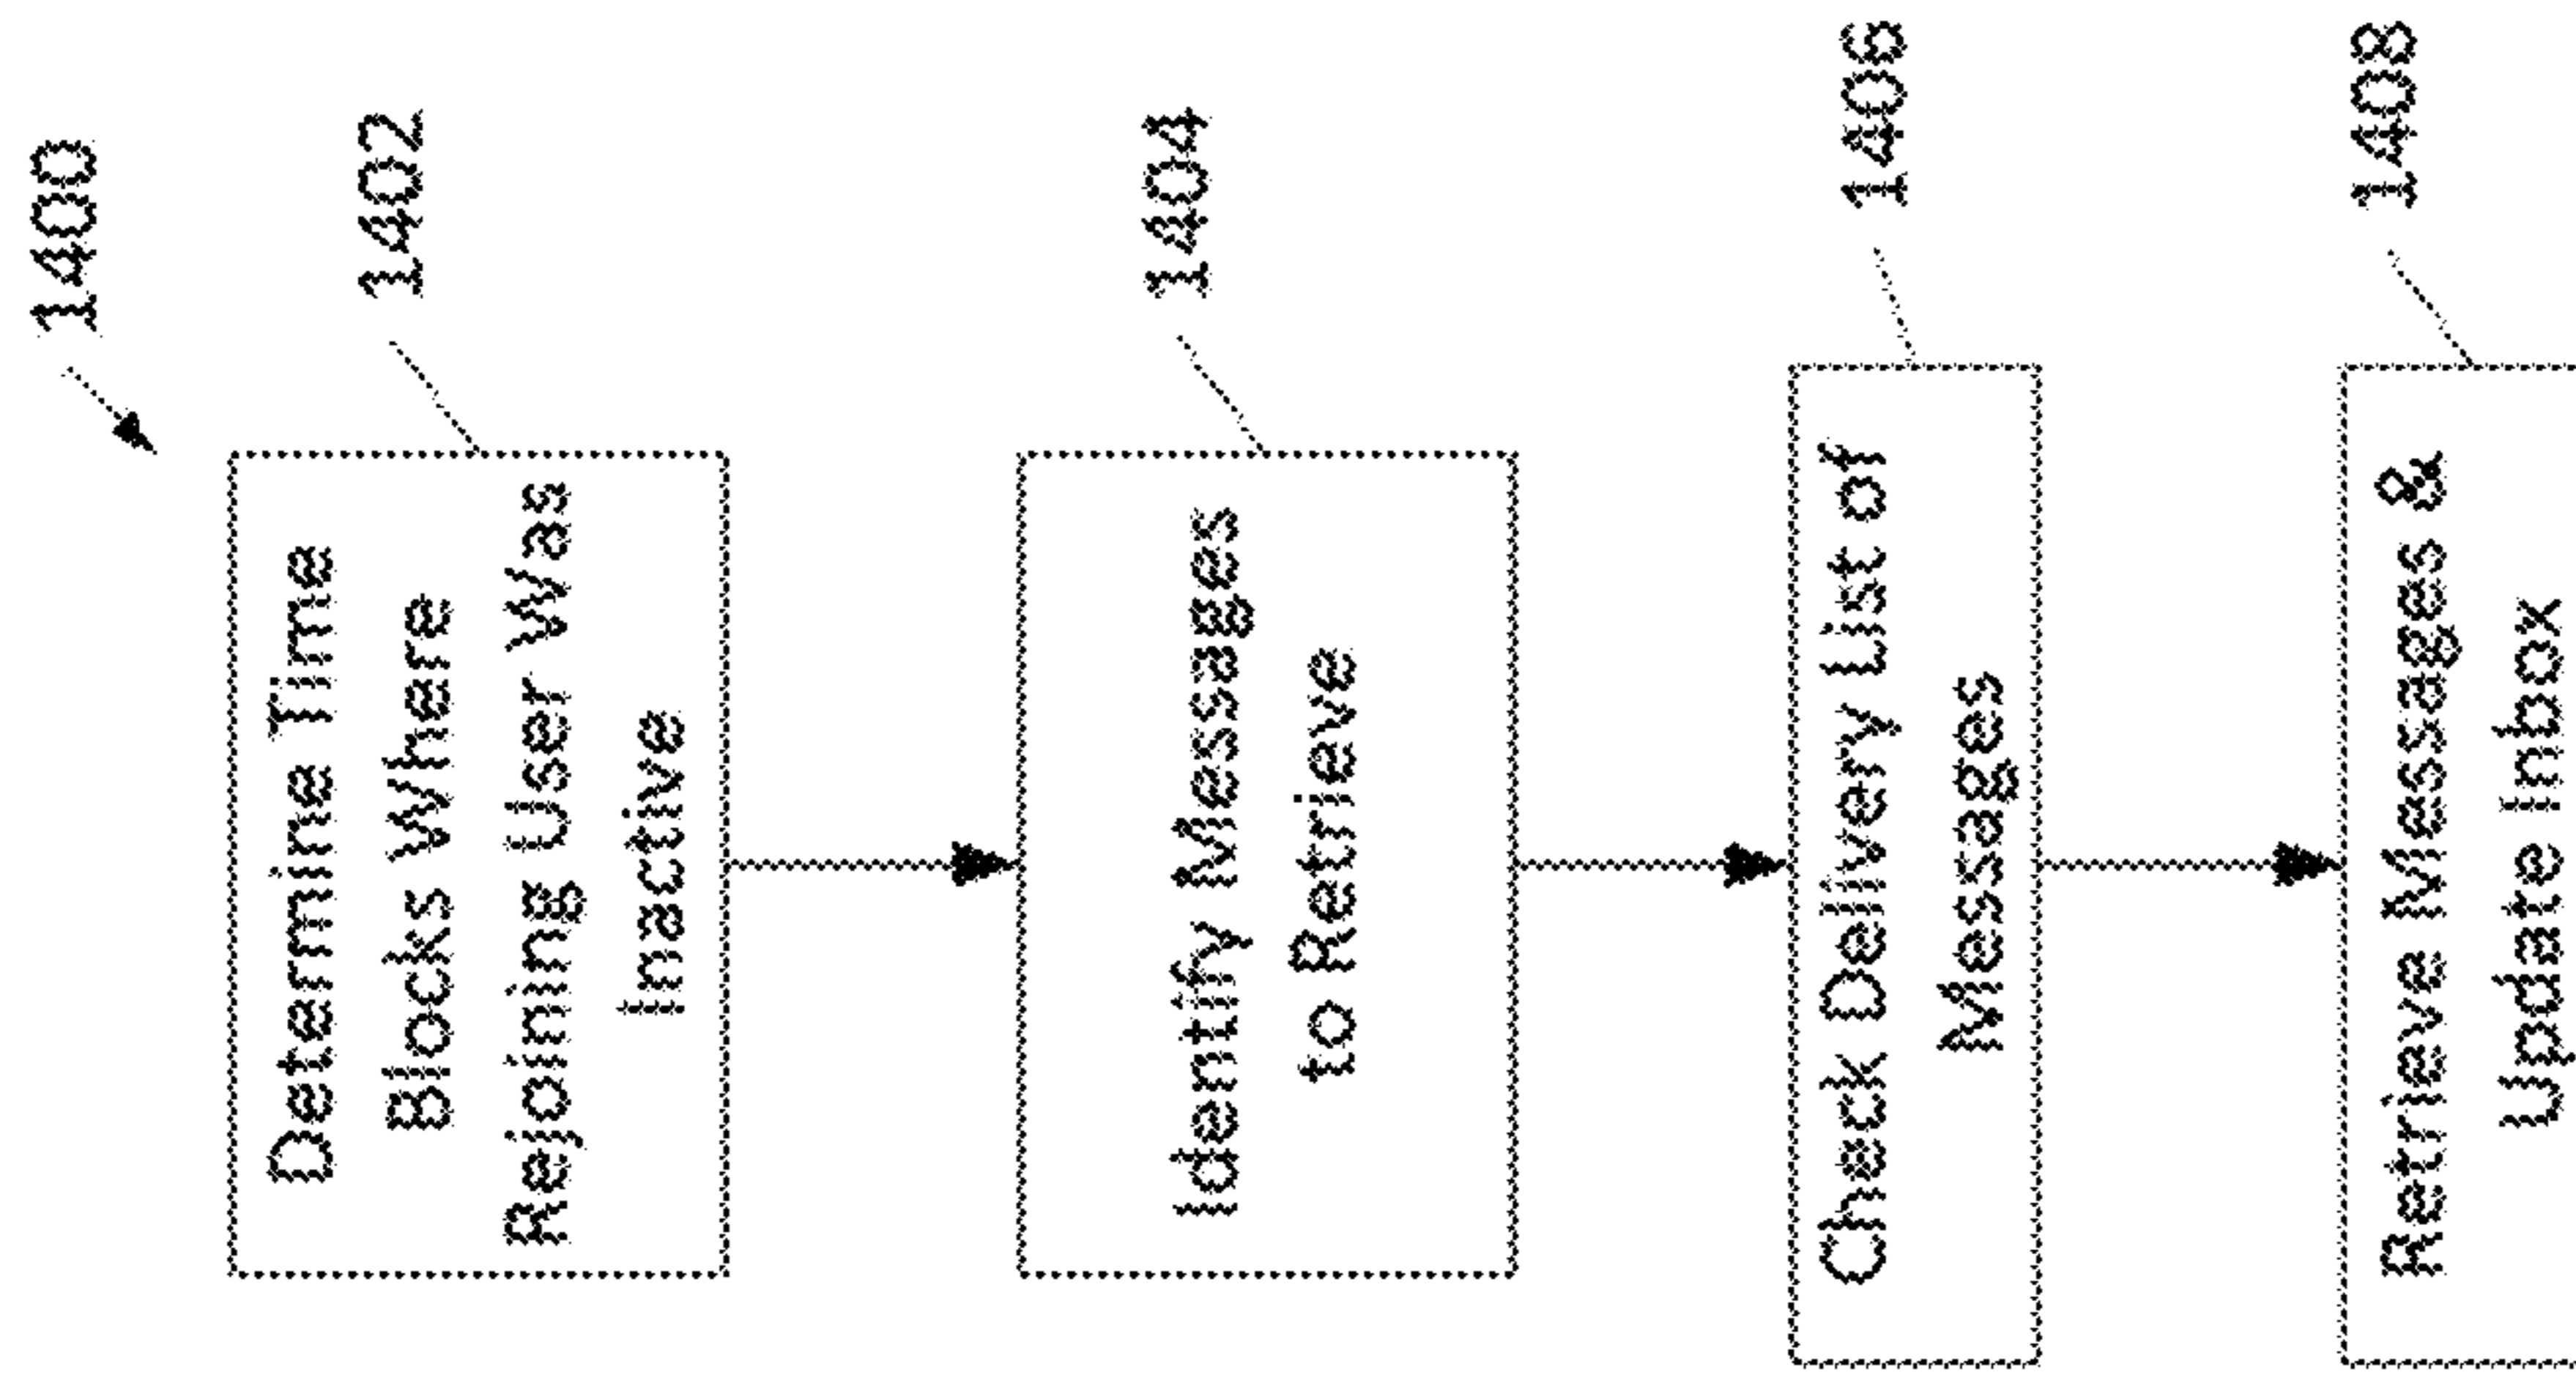 1400
Determine Time
Blocks Where
Rejoining User Was
Inactive
1402
Identify Messages
to Retrieve
1404
Check Delivery List of
Messages
1406
Retrieve Messages &
Update Inbox
1408